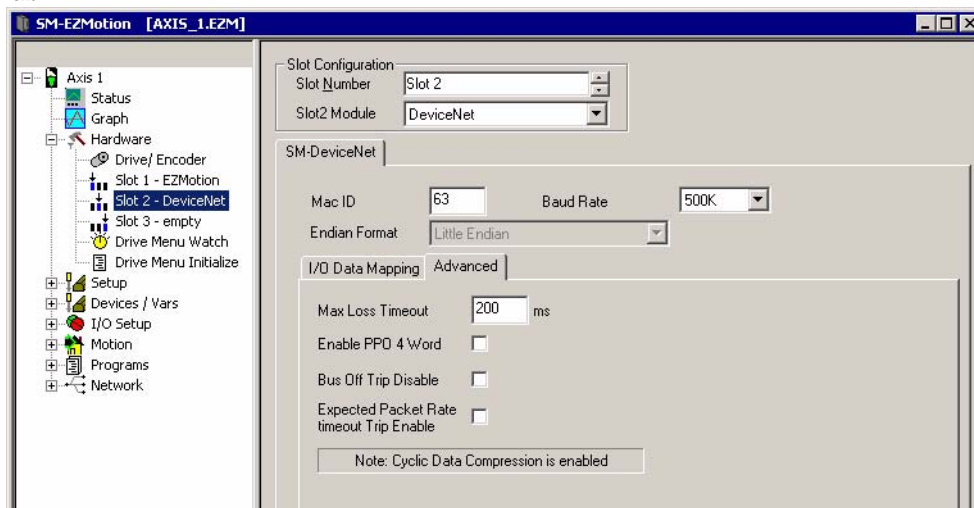 SM-EZMotion [AXIS_1.EZM]
Axis 1
Status
Graph
Hardware
Drive/ Encoder
Slot 1 - EZMotion
Slot 2 - DeviceNet
Slot 3 - empty
Drive Menu Watch
Drive Menu Initialize
Setup
Devices / Vars
I/O Setup
Motion
Programs
Network
Slot Configuration
Slot Number Slot 2
Slot2 Module DeviceNet
SM-DeviceNet
Mac ID 63 Baud Rate 500K
Endian Format Little Endian
I/O Data Mapping Advanced
Max Loss Timeout 200 ms
Enable PPO 4 Word
Bus Off Trip Disable
Expected Packet Rate
timeout Trip Enable
Note: Cyclic Data Compression is enabled